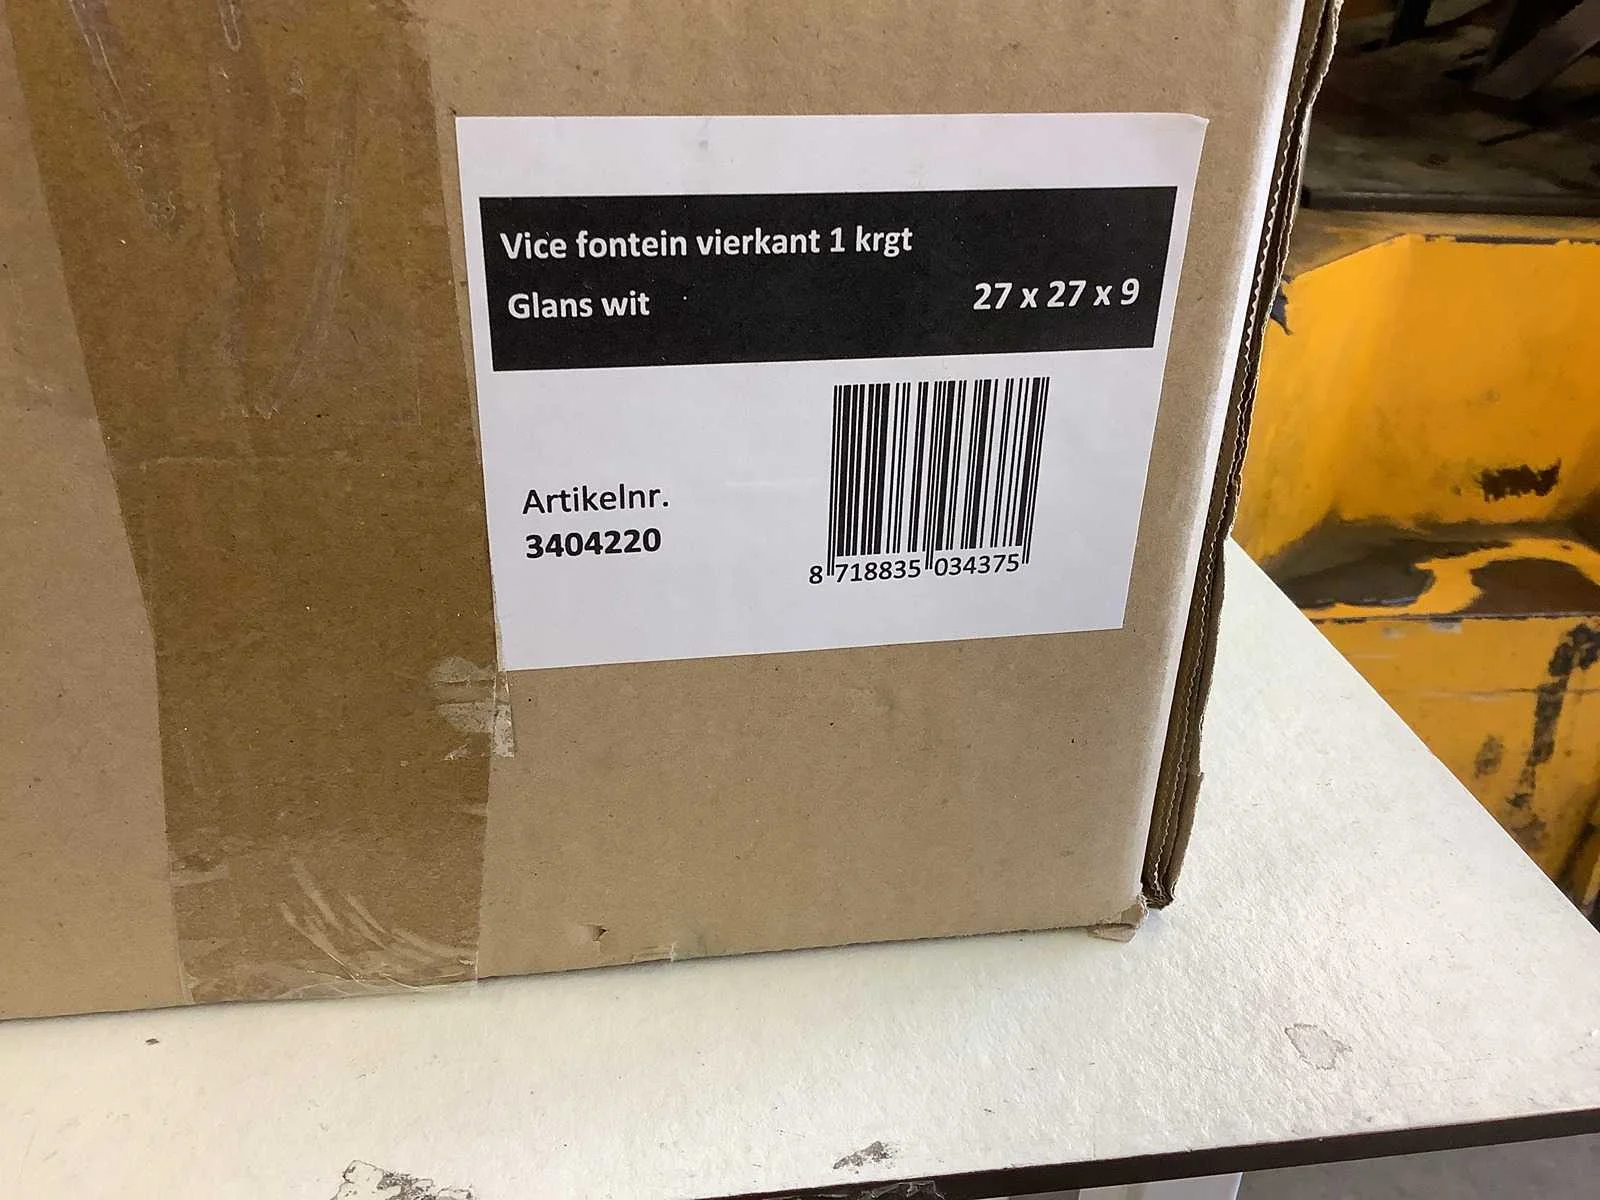 Vice fontein vierkant 1 krgt
Glans wit 27 x 27 x 9
Artikelnr.
3404220
8 718835 034375